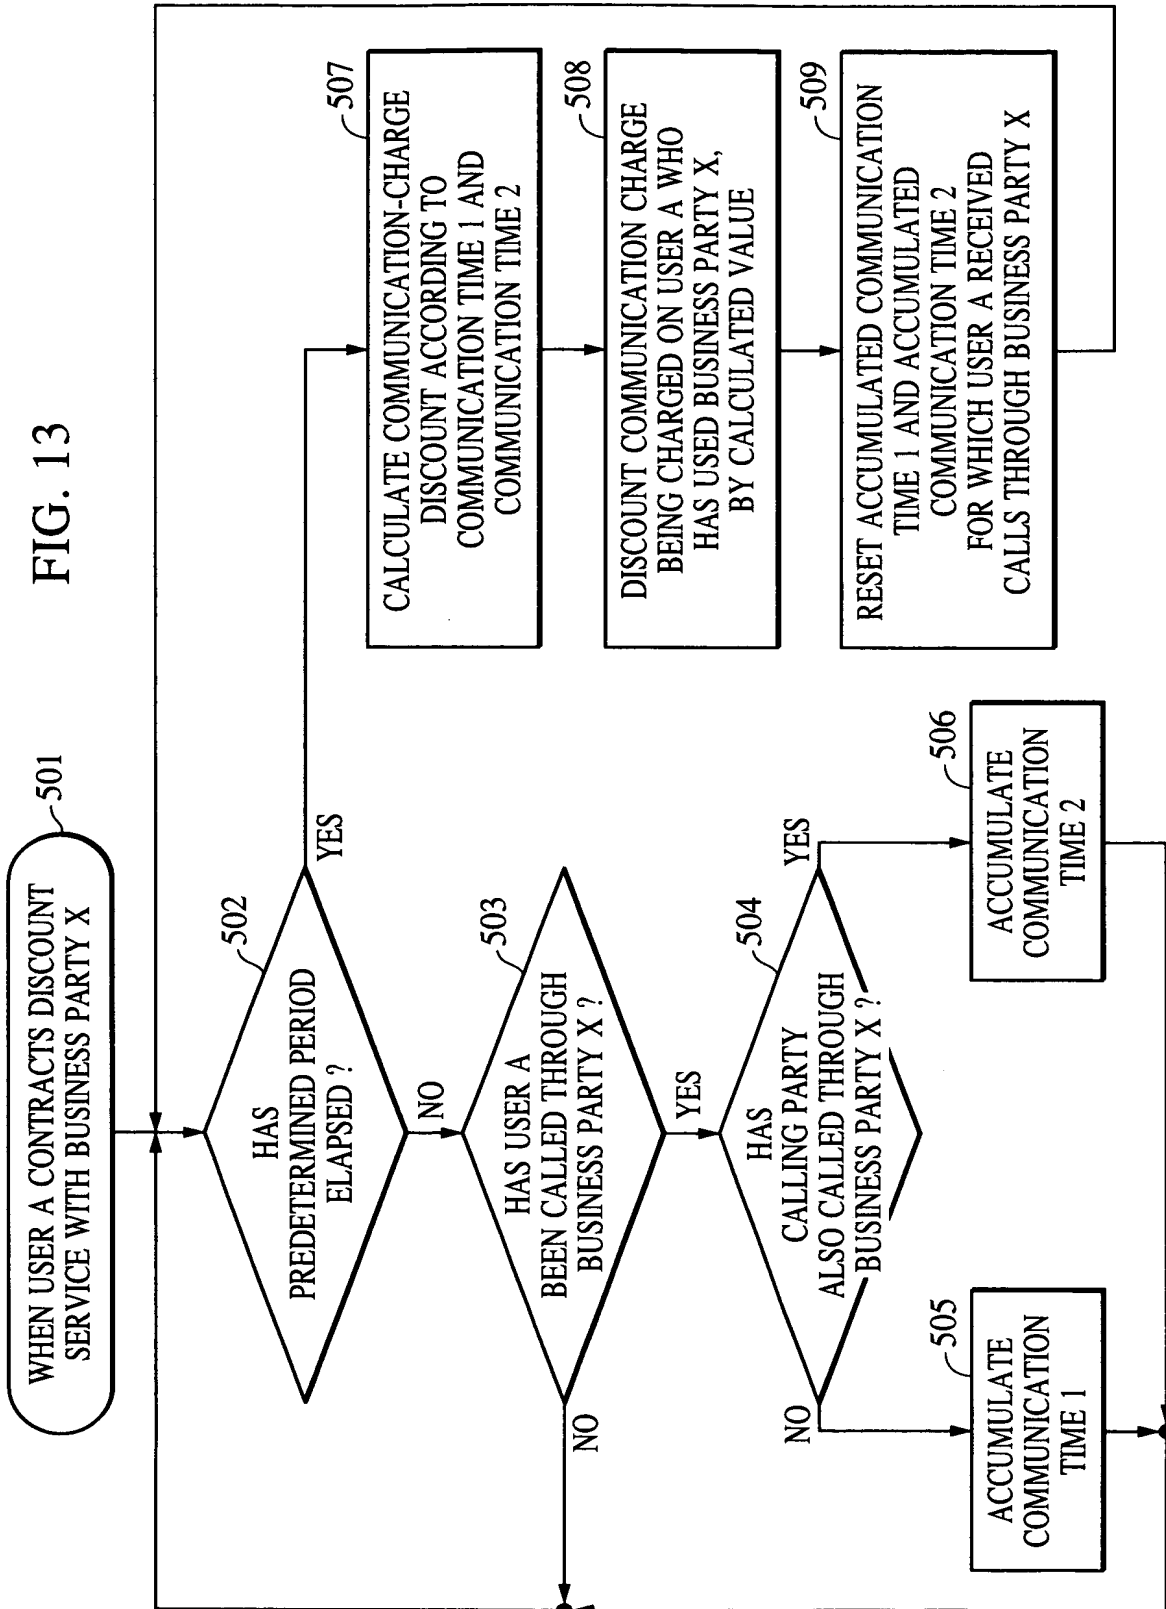 FIG. 13
WHEN USER A CONTRACTS DISCOUNT
SERVICE WITH BUSINESS PARTY X
501
HAS
PREDETERMINED PERIOD
ELAPSED ?
502
YES
NO
HAS USER A
BEEN CALLED THROUGH
BUSINESS PARTY X ?
503
NO
YES
HAS
CALLING PARTY
ALSO CALLED THROUGH
BUSINESS PARTY X ?
504
NO
YES
ACCUMULATE
COMMUNICATION
TIME 1
505
ACCUMULATE
COMMUNICATION
TIME 2
506
CALCULATE COMMUNICATION-CHARGE
DISCOUNT ACCORDING TO
COMMUNICATION TIME 1 AND
COMMUNICATION TIME 2
507
DISCOUNT COMMUNICATION CHARGE
BEING CHARGED ON USER A WHO
HAS USED BUSINESS PARTY X,
BY CALCULATED VALUE
508
RESET ACCUMULATED COMMUNICATION
TIME 1 AND ACCUMULATED
COMMUNICATION TIME 2
FOR WHICH USER A RECEIVED
CALLS THROUGH BUSINESS PARTY X
509